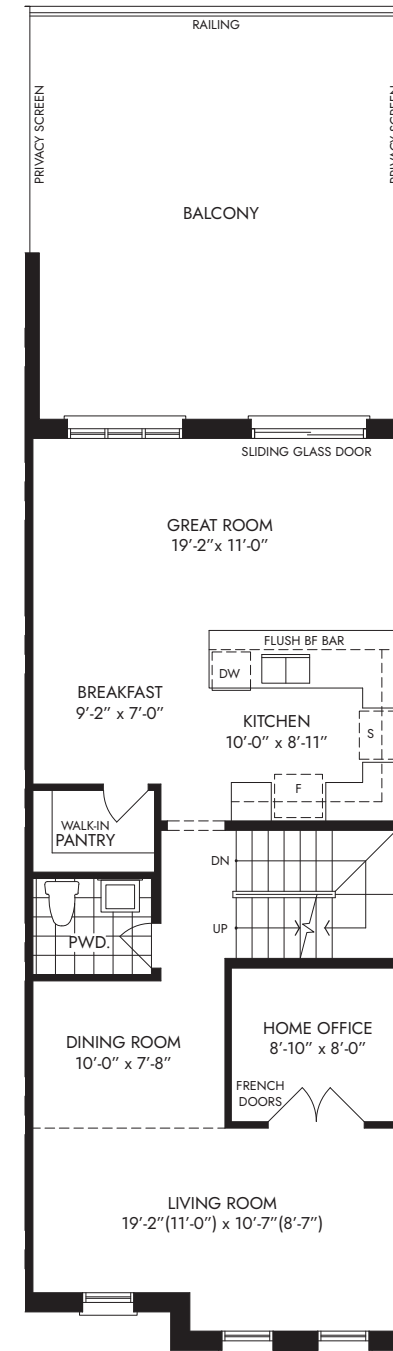 RAILING
PRIVACY SCREEN
PRIVACY SCREEN
BALCONY
SLIDING GLASS DOOR
GREAT ROOM
19'-2"x 11'-0"
FLUSH BF BAR
DW
BREAKFAST
9'-2" x 7'-0"
KITCHEN
10'-0" x 8'-11"
S
F
WALK-IN
PANTRY
DN
UP
PWD.
DINING ROOM
10'-0" x 7'-8"
HOME OFFICE
8'-10" x 8'-0"
FRENCH
DOORS
LIVING ROOM
19'-2"(11'-0") x 10'-7"(8'-7")